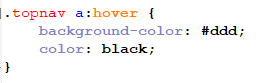 .topnav a:hover {
    background-color: #ddd;
    color: black;
}